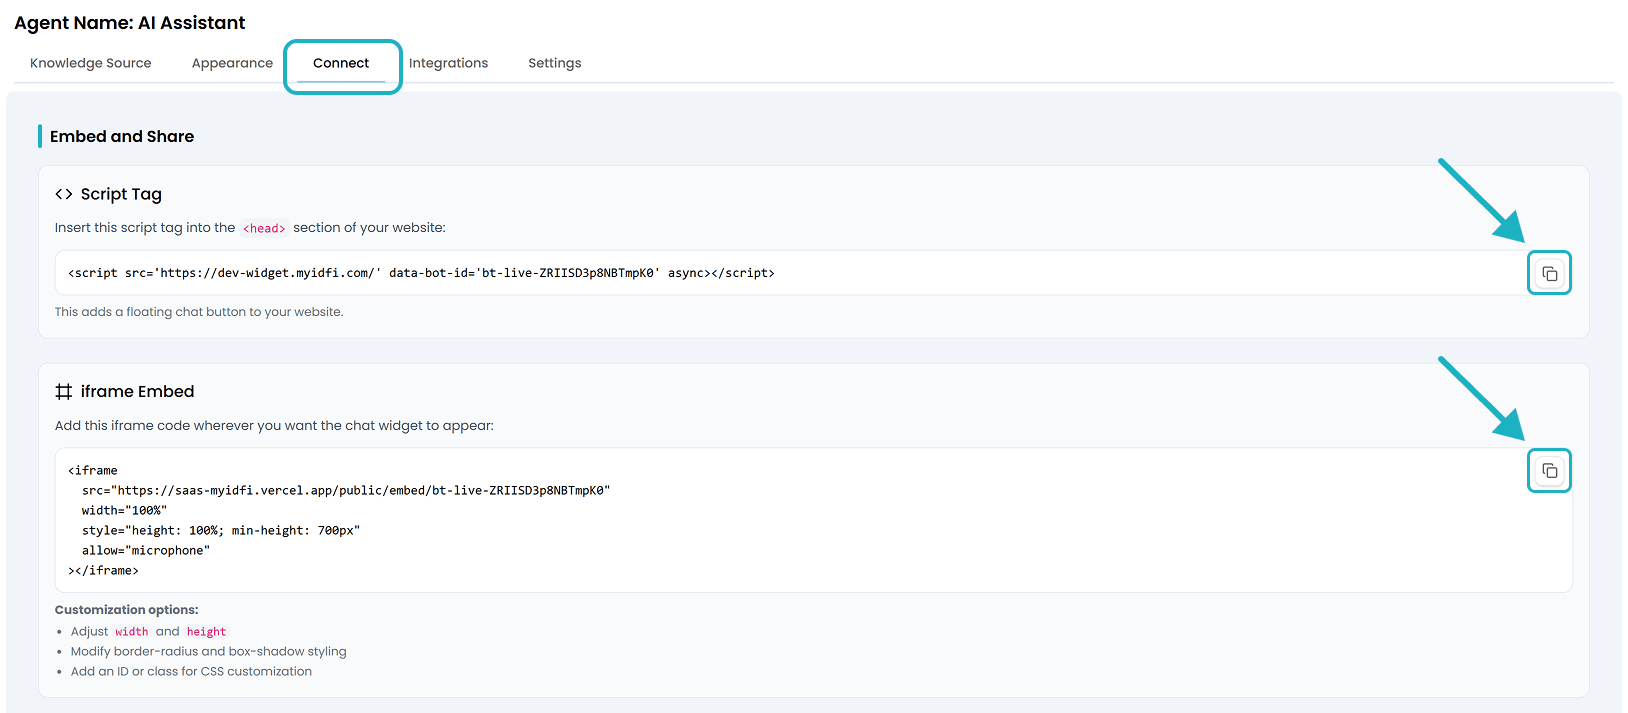 Agent Name: AI Assistant
Knowledge Source Appearance Connect Integrations Settings
Embed and Share
<> Script Tag
Insert this script tag into the <head> section of your website:
<script src='https://dev-widget.myidfi.com/' data-bot-id='bt-live-ZRIISD3p8NBTmpK0' async></script>
This adds a floating chat button to your website.
iframe Embed
Add this iframe code wherever you want the chat widget to appear:
<iframe
src="https://saas-myidfi.vercel.app/public/embed/bt-live-ZRIISD3p8NBTmpK0"
width="100%"
style="height: 100%; min-height: 700px"
allow="microphone"
></iframe>
Customization options:
• Adjust width and height
• Modify border-radius and box-shadow styling
• Add an ID or class for CSS customization